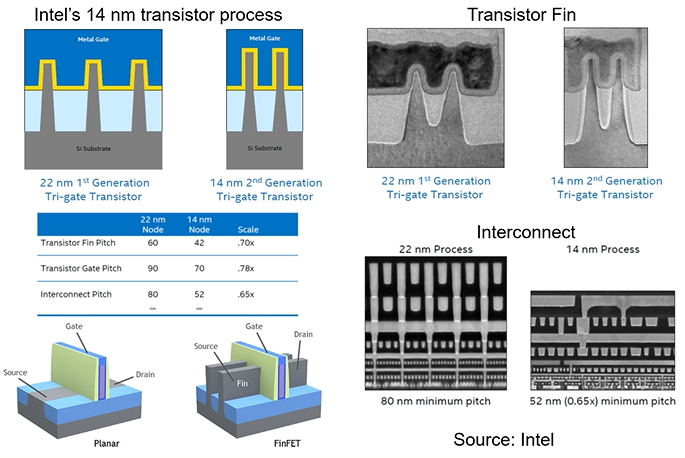 Intel's 14 nm transistor process
Metal Gate
Si Substrate
22 nm 1st Generation
Tri-gate Transistor
Metal Gate
Si Substrate
14 nm 2nd Generation
Tri-gate Transistor
22 nm Node 14 nm Node Scale
Transistor Fin Pitch 60 42 .70x
Transistor Gate Pitch 90 70 .78x
Interconnect Pitch 80 52 .65x
nm nm
Gate
Source
Drain
Planar
Gate
Drain
Source
Fin
FinFET
Transistor Fin
22 nm 1st Generation
Tri-gate Transistor
14 nm 2nd Generation
Tri-gate Transistor
Interconnect
22 nm Process
14 nm Process
80 nm minimum pitch
52 nm (0.65x) minimum pitch
Source: Intel